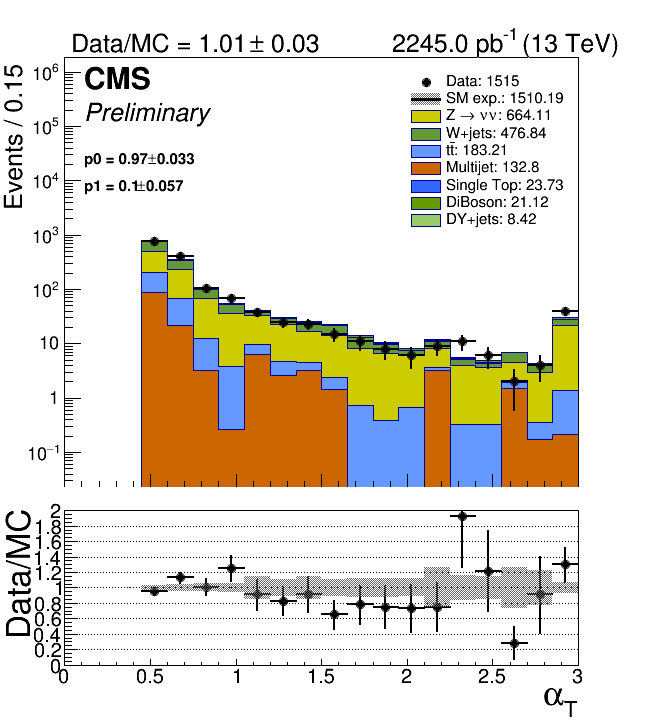 Data/MC = 1.01 ± 0.03 2245.0 pb⁻¹ (13 TeV)
CMS
Preliminary
p0 = 0.97±0.033
p1 = 0.1±0.057
Data: 1515
SM exp.: 1510.19
Z → νν: 664.11
W+jets: 476.84
tt̄: 183.21
Multijet: 132.8
Single Top: 23.73
DiBoson: 21.12
DY+jets: 8.42
Events / 0.15
10⁶
10⁵
10⁴
10³
10²
10
1
10⁻¹
Data/MC
2
1.8
1.6
1.4
1.2
1
0.8
0.6
0.4
0.2
0
0 0.5 1 1.5 2 2.5 3
α_T